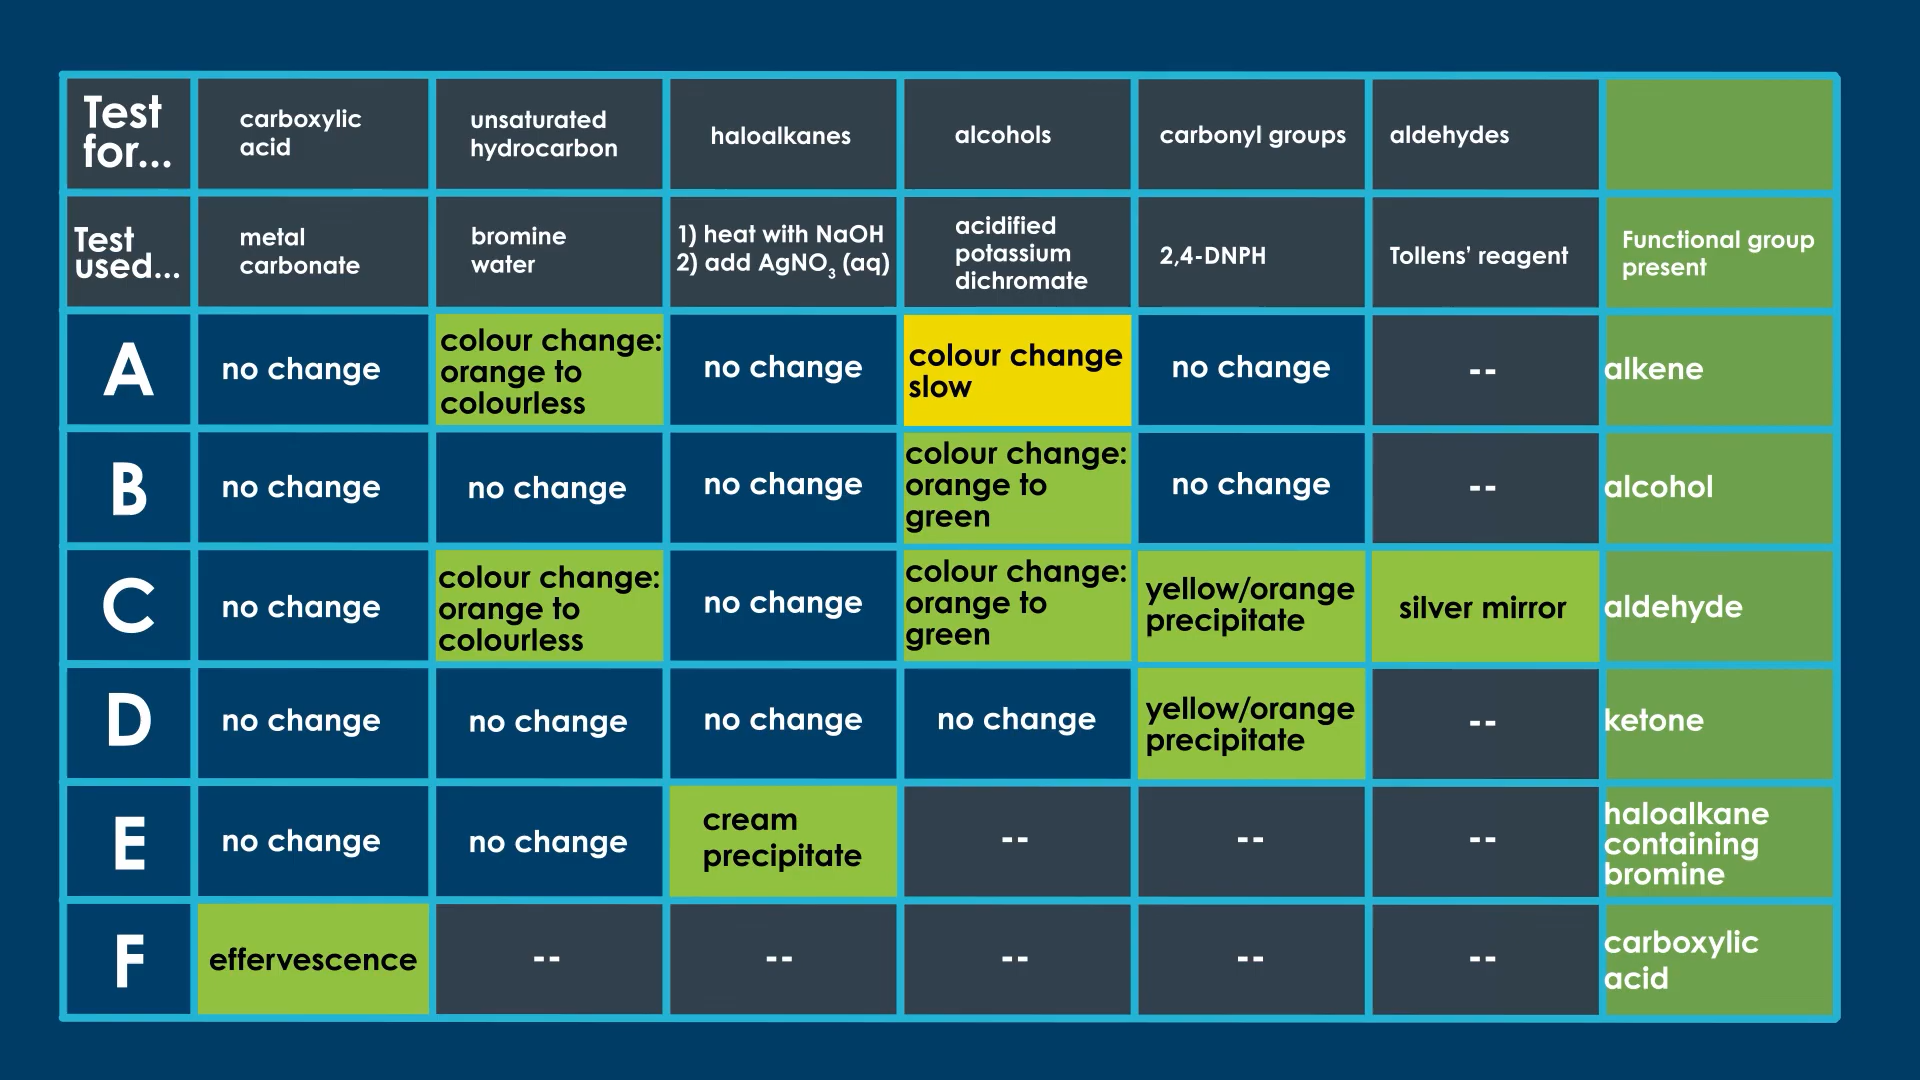 Test
for...
carboxylic
acid
unsaturated
hydrocarbon
haloalkanes
alcohols
carbonyl groups
aldehydes
Test
used...
metal
carbonate
bromine
water
1) heat with NaOH
2) add AgNO₃ (aq)
acidified
potassium
dichromate
2,4-DNPH
Tollens' reagent
Functional group
present
A
no change
colour change:
orange to
colourless
no change
colour change
slow
no change
--
alkene
B
no change
no change
no change
colour change:
orange to
green
no change
--
alcohol
C
no change
colour change:
orange to
colourless
no change
colour change:
orange to
green
yellow/orange
precipitate
silver mirror
aldehyde
D
no change
no change
no change
no change
yellow/orange
precipitate
--
ketone
E
no change
no change
cream
precipitate
--
--
--
haloalkane
containing
bromine
F
effervescence
--
--
--
--
--
carboxylic
acid